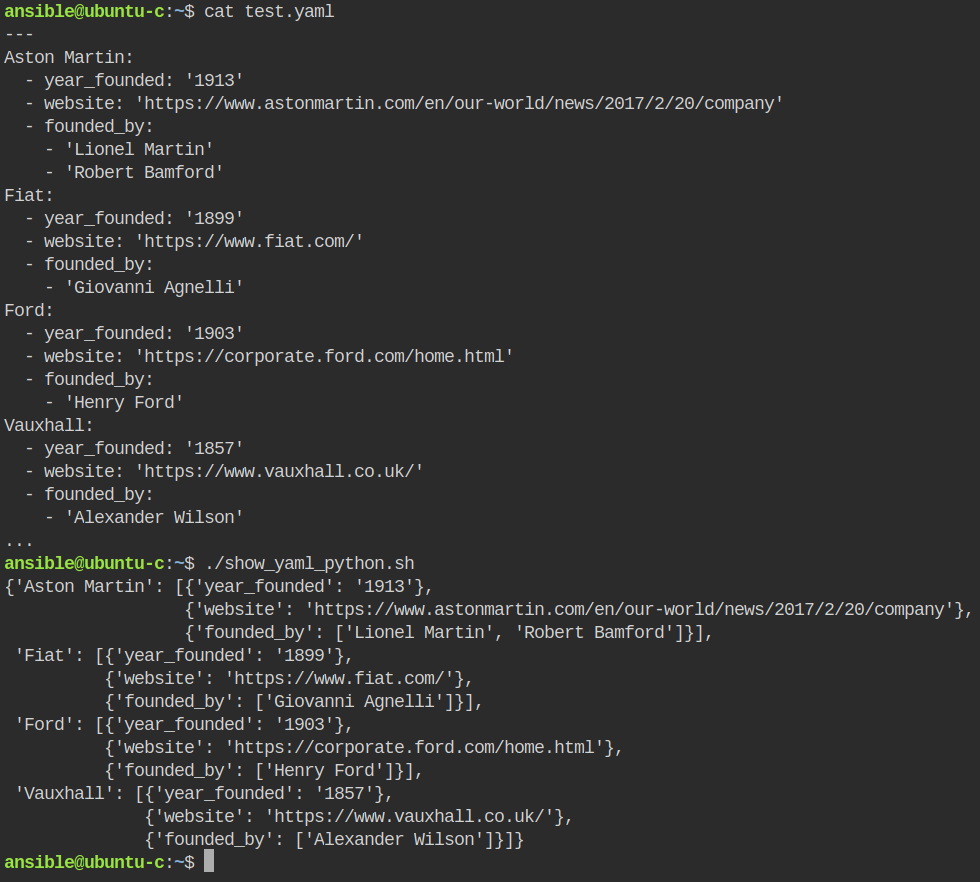 ansible@ubuntu-c:~$ cat test.yaml
---
Aston Martin:
  - year_founded: '1913'
  - website: 'https://www.astonmartin.com/en/our-world/news/2017/2/20/company'
  - founded_by:
    - 'Lionel Martin'
    - 'Robert Bamford'
Fiat:
  - year_founded: '1899'
  - website: 'https://www.fiat.com/'
  - founded_by:
    - 'Giovanni Agnelli'
Ford:
  - year_founded: '1903'
  - website: 'https://corporate.ford.com/home.html'
  - founded_by:
    - 'Henry Ford'
Vauxhall:
  - year_founded: '1857'
  - website: 'https://www.vauxhall.co.uk/'
  - founded_by:
    - 'Alexander Wilson'
...
ansible@ubuntu-c:~$ ./show_yaml_python.sh
{'Aston Martin': [{'year_founded': '1913'},
                  {'website': 'https://www.astonmartin.com/en/our-world/news/2017/2/20/company'},
                  {'founded_by': ['Lionel Martin', 'Robert Bamford']}],
 'Fiat': [{'year_founded': '1899'},
          {'website': 'https://www.fiat.com/'},
          {'founded_by': ['Giovanni Agnelli']}],
 'Ford': [{'year_founded': '1903'},
          {'website': 'https://corporate.ford.com/home.html'},
          {'founded_by': ['Henry Ford']}],
 'Vauxhall': [{'year_founded': '1857'},
              {'website': 'https://www.vauxhall.co.uk/'},
              {'founded_by': ['Alexander Wilson']}]}
ansible@ubuntu-c:~$